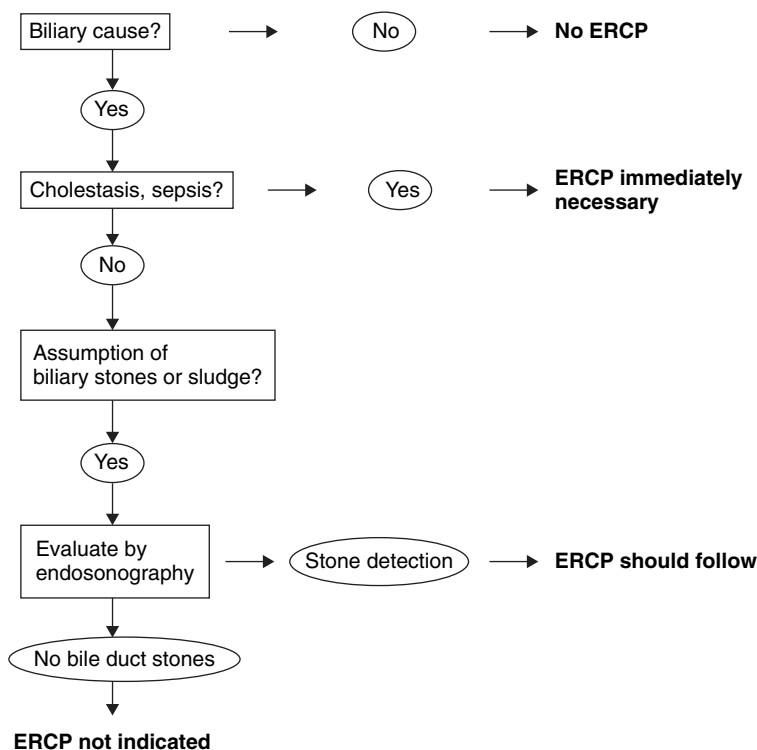 Biliary cause?
No
No ERCP
Yes
Cholestasis, sepsis?
Yes
ERCP immediately
necessary
No
Assumption of
biliary stones or sludge?
Yes
Evaluate by
endosonography
Stone detection
ERCP should follow
No bile duct stones
ERCP not indicated